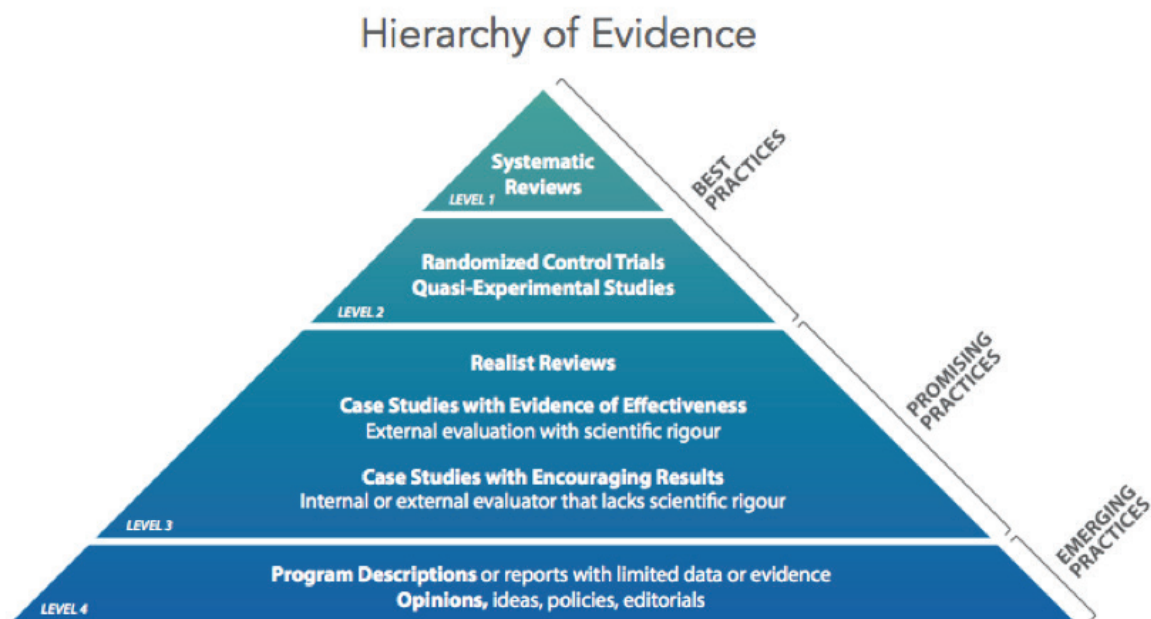 Hierarchy of Evidence
Systematic
Reviews
LEVEL 1
BEST
PRACTICES
Randomized Control Trials
Quasi-Experimental Studies
LEVEL 2
Realist Reviews
Case Studies with Evidence of Effectiveness
External evaluation with scientific rigour
Case Studies with Encouraging Results
Internal or external evaluator that lacks scientific rigour
LEVEL 3
PROMISING
PRACTICES
Program Descriptions or reports with limited data or evidence
Opinions, ideas, policies, editorials
LEVEL 4
EMERGING
PRACTICES